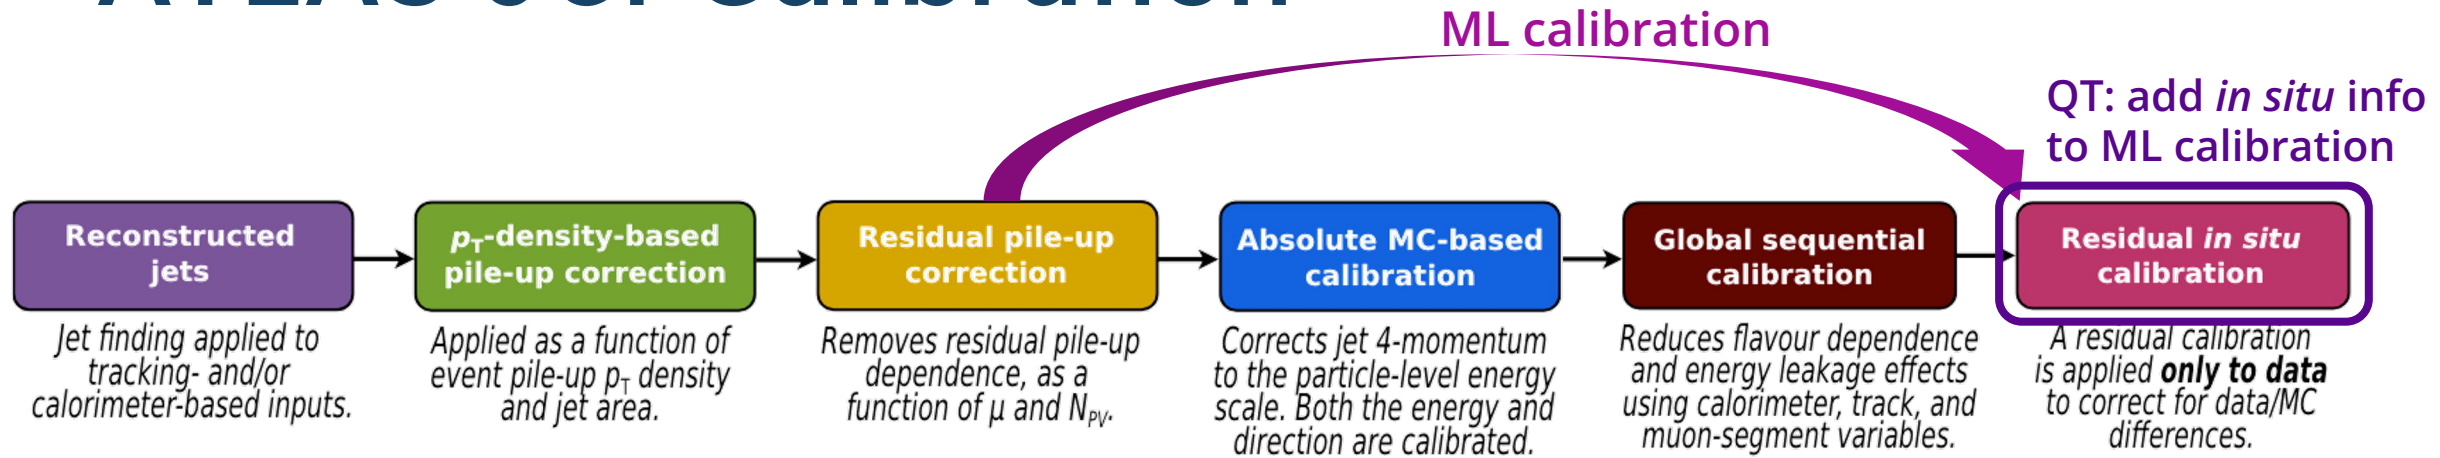 ML calibration
QT: add in situ info
to ML calibration
Reconstructed
jets
pT-density-based
pile-up correction
Residual pile-up
correction
Absolute MC-based
calibration
Global sequential
calibration
Residual in situ
calibration
Jet finding applied to
tracking- and/or
calorimeter-based inputs.
Applied as a function of
event pile-up pT density
and jet area.
Removes residual pile-up
dependence, as a
function of µ and NPV.
Corrects jet 4-momentum
to the particle-level energy
scale. Both the energy and
direction are calibrated.
Reduces flavour dependence
and energy leakage effects
using calorimeter, track, and
muon-segment variables.
A residual calibration
is applied only to data
to correct for data/MC
differences.